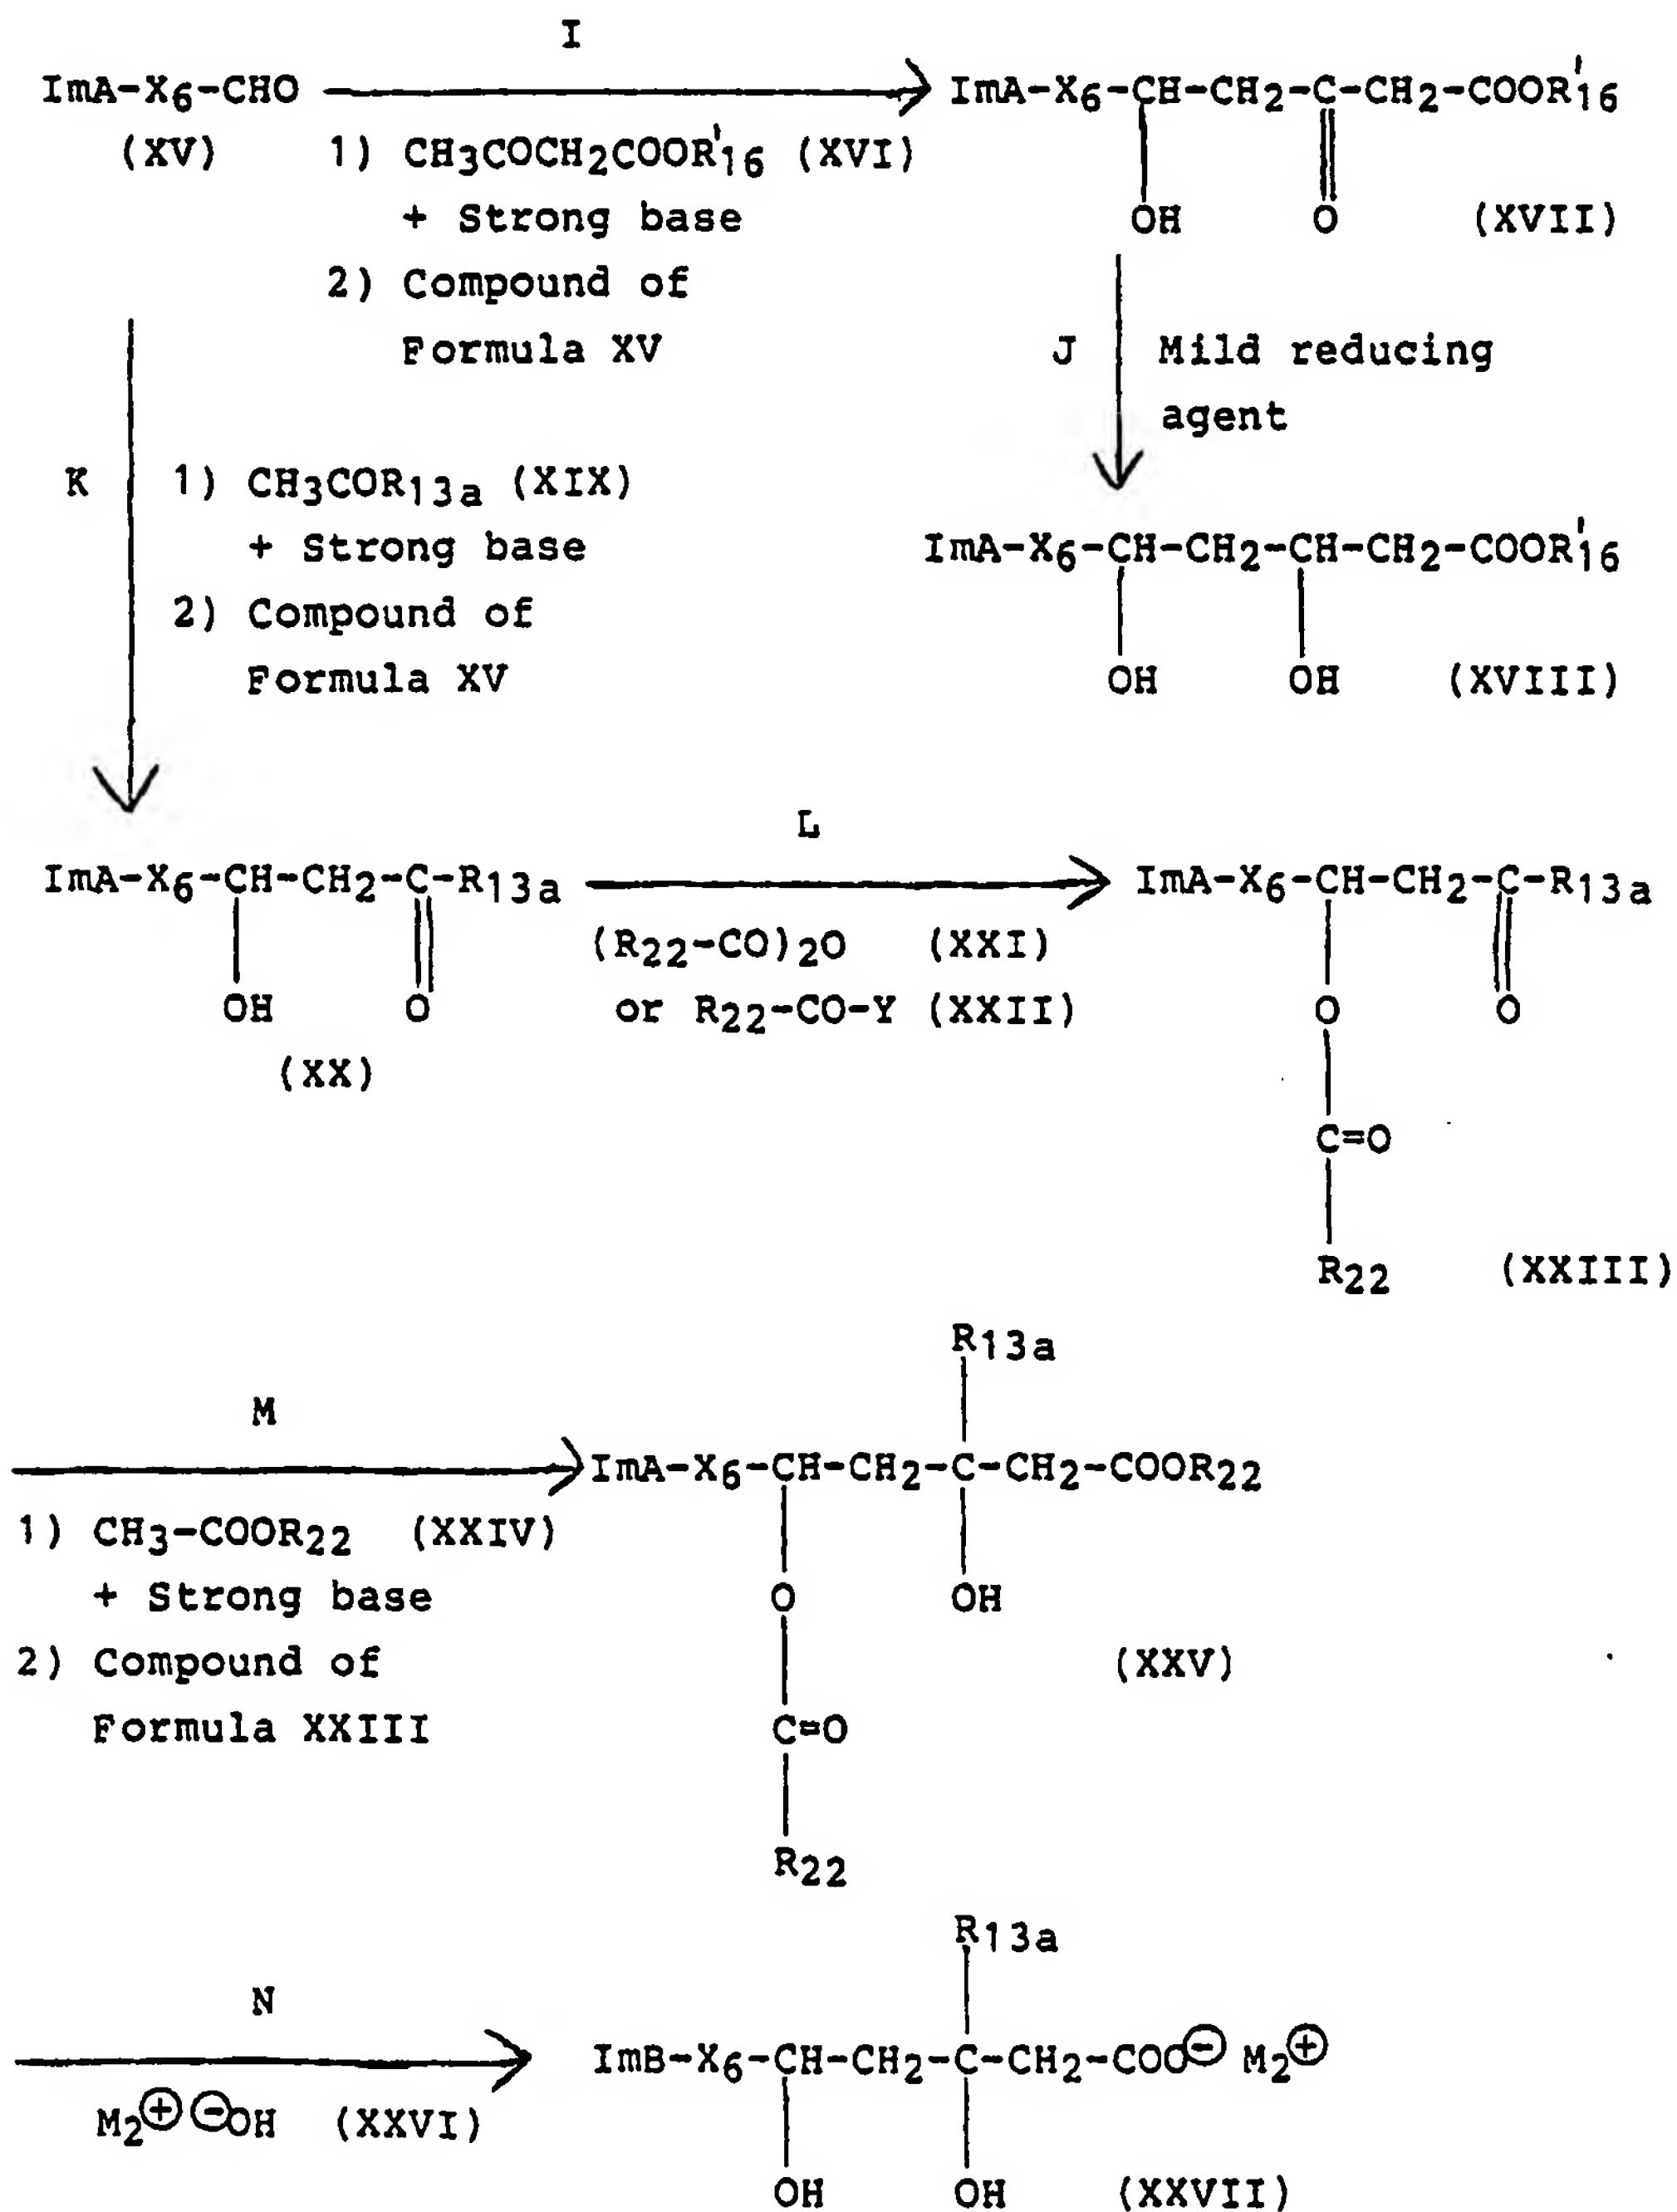 I
ImA-X6-CHO ImA-X6-CH-CH2-C-CH2-COOR'16
(XV) 1) CH3COCH2COOR'16 (XVI)
+ Strong base OH O (XVII)
2) Compound of
Formula XV J Mild reducing
agent
K 1) CH3COR13a (XIX)
+ Strong base ImA-X6-CH-CH2-CH-CH2-COOR'16
2) Compound of
Formula XV OH OH (XVIII)
L
ImA-X6-CH-CH2-C-R13a ImA-X6-CH-CH2-C-R13a
(R22-CO)2O (XXI)
OH O or R22-CO-Y (XXII) O O
(XX)
C=O
R22 (XXIII)
R13a
M
ImA-X6-CH-CH2-C-CH2-COOR22
1) CH3-COOR22 (XXIV)
+ Strong base O OH
2) Compound of (XXV)
Formula XXIII C=O
R22
R13a
N
ImB-X6-CH-CH2-C-CH2-COO⊖ M2⊕
M2⊕ ⊖OH (XXVI)
OH OH (XXVII)